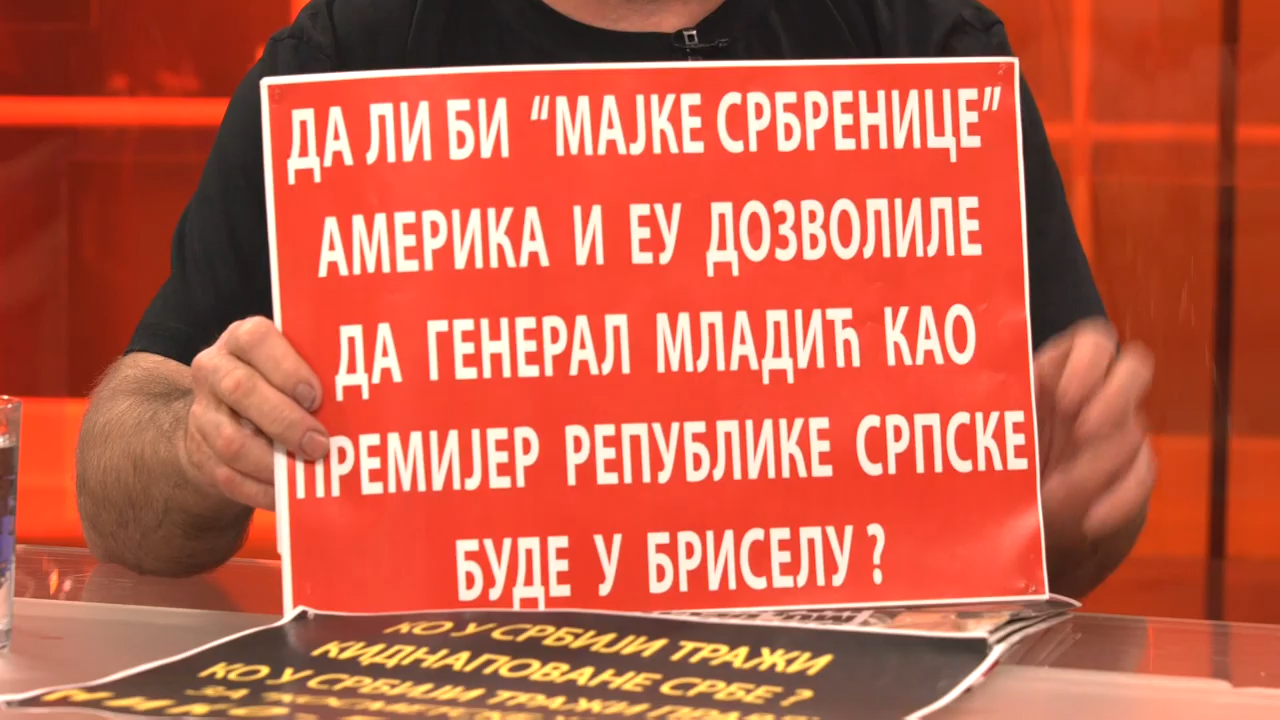 ДА ЛИ БИ “МАЈКЕ СРБРЕНИЦЕ”
АМЕРИКА И ЕУ ДОЗВОЛИЛЕ
ДА ГЕНЕРАЛ МЛАДИЋ КАО
ПРЕМИЈЕР РЕПУБЛИКЕ СРПСКЕ
БУДЕ У БРИСЕЛУ?
КО У СРБИЈИ ТРАЖИ
КИДНАПОВАНЕ СРБЕ?
КО У СРБИЈИ ТРАЖИ
ЗА